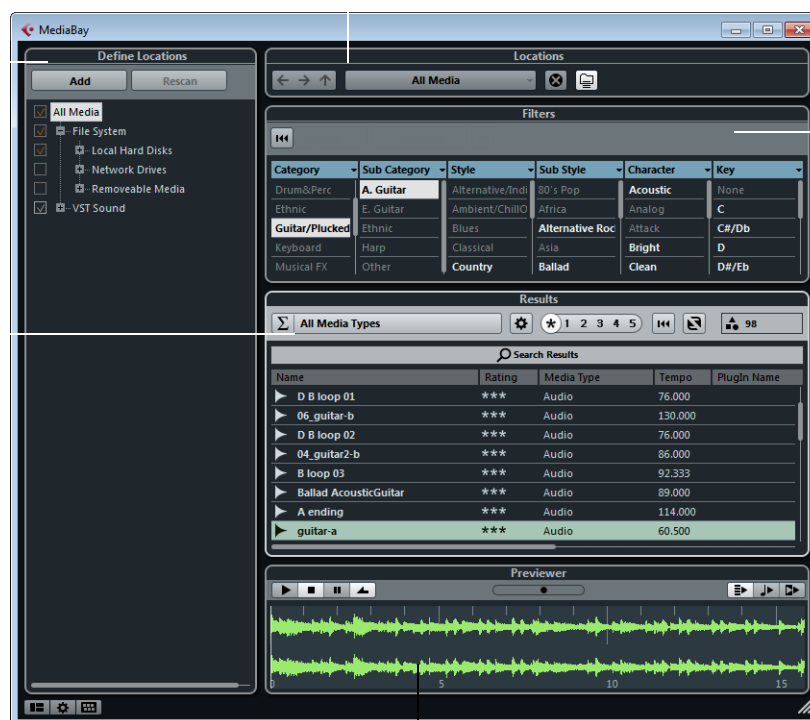 MediaBay
Define Locations
Add Rescan
All Media
File System
Local Hard Disks
Network Drives
Removeable Media
VST Sound
Locations
All Media
Filters
Category Sub Category Style Sub Style Character Key
Drum&Perc A. Guitar Alternative/Indi 80's Pop Acoustic None
Ethnic E. Guitar Ambient/ChillO Africa Analog C
Guitar/Plucked Ethnic Blues Alternative Roc Attack C#/Db
Keyboard Harp Classical Asia Bright D
Musical FX Other Country Ballad Clean D#/Eb
Results
Σ All Media Types * 1 2 3 4 5 98
Search Results
Name Rating Media Type Tempo PlugIn Name
D B loop 01 *** Audio 76.000
06_guitar-b *** Audio 130.000
D B loop 02 *** Audio 76.000
04_guitar2-b *** Audio 86.000
B loop 03 *** Audio 92.333
Ballad AcousticGuitar *** Audio 89.000
A ending *** Audio 114.000
guitar-a *** Audio 60.500
Previewer
0 5 10 15